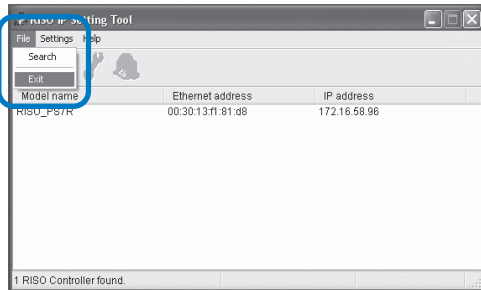 RISO IP Setting Tool
File Settings Help
Search
Exit
Model name Ethernet address IP address
RISO_PS7R 00:30:13:f1:81:d8 172.16.58.96
1 RISO Controller found.